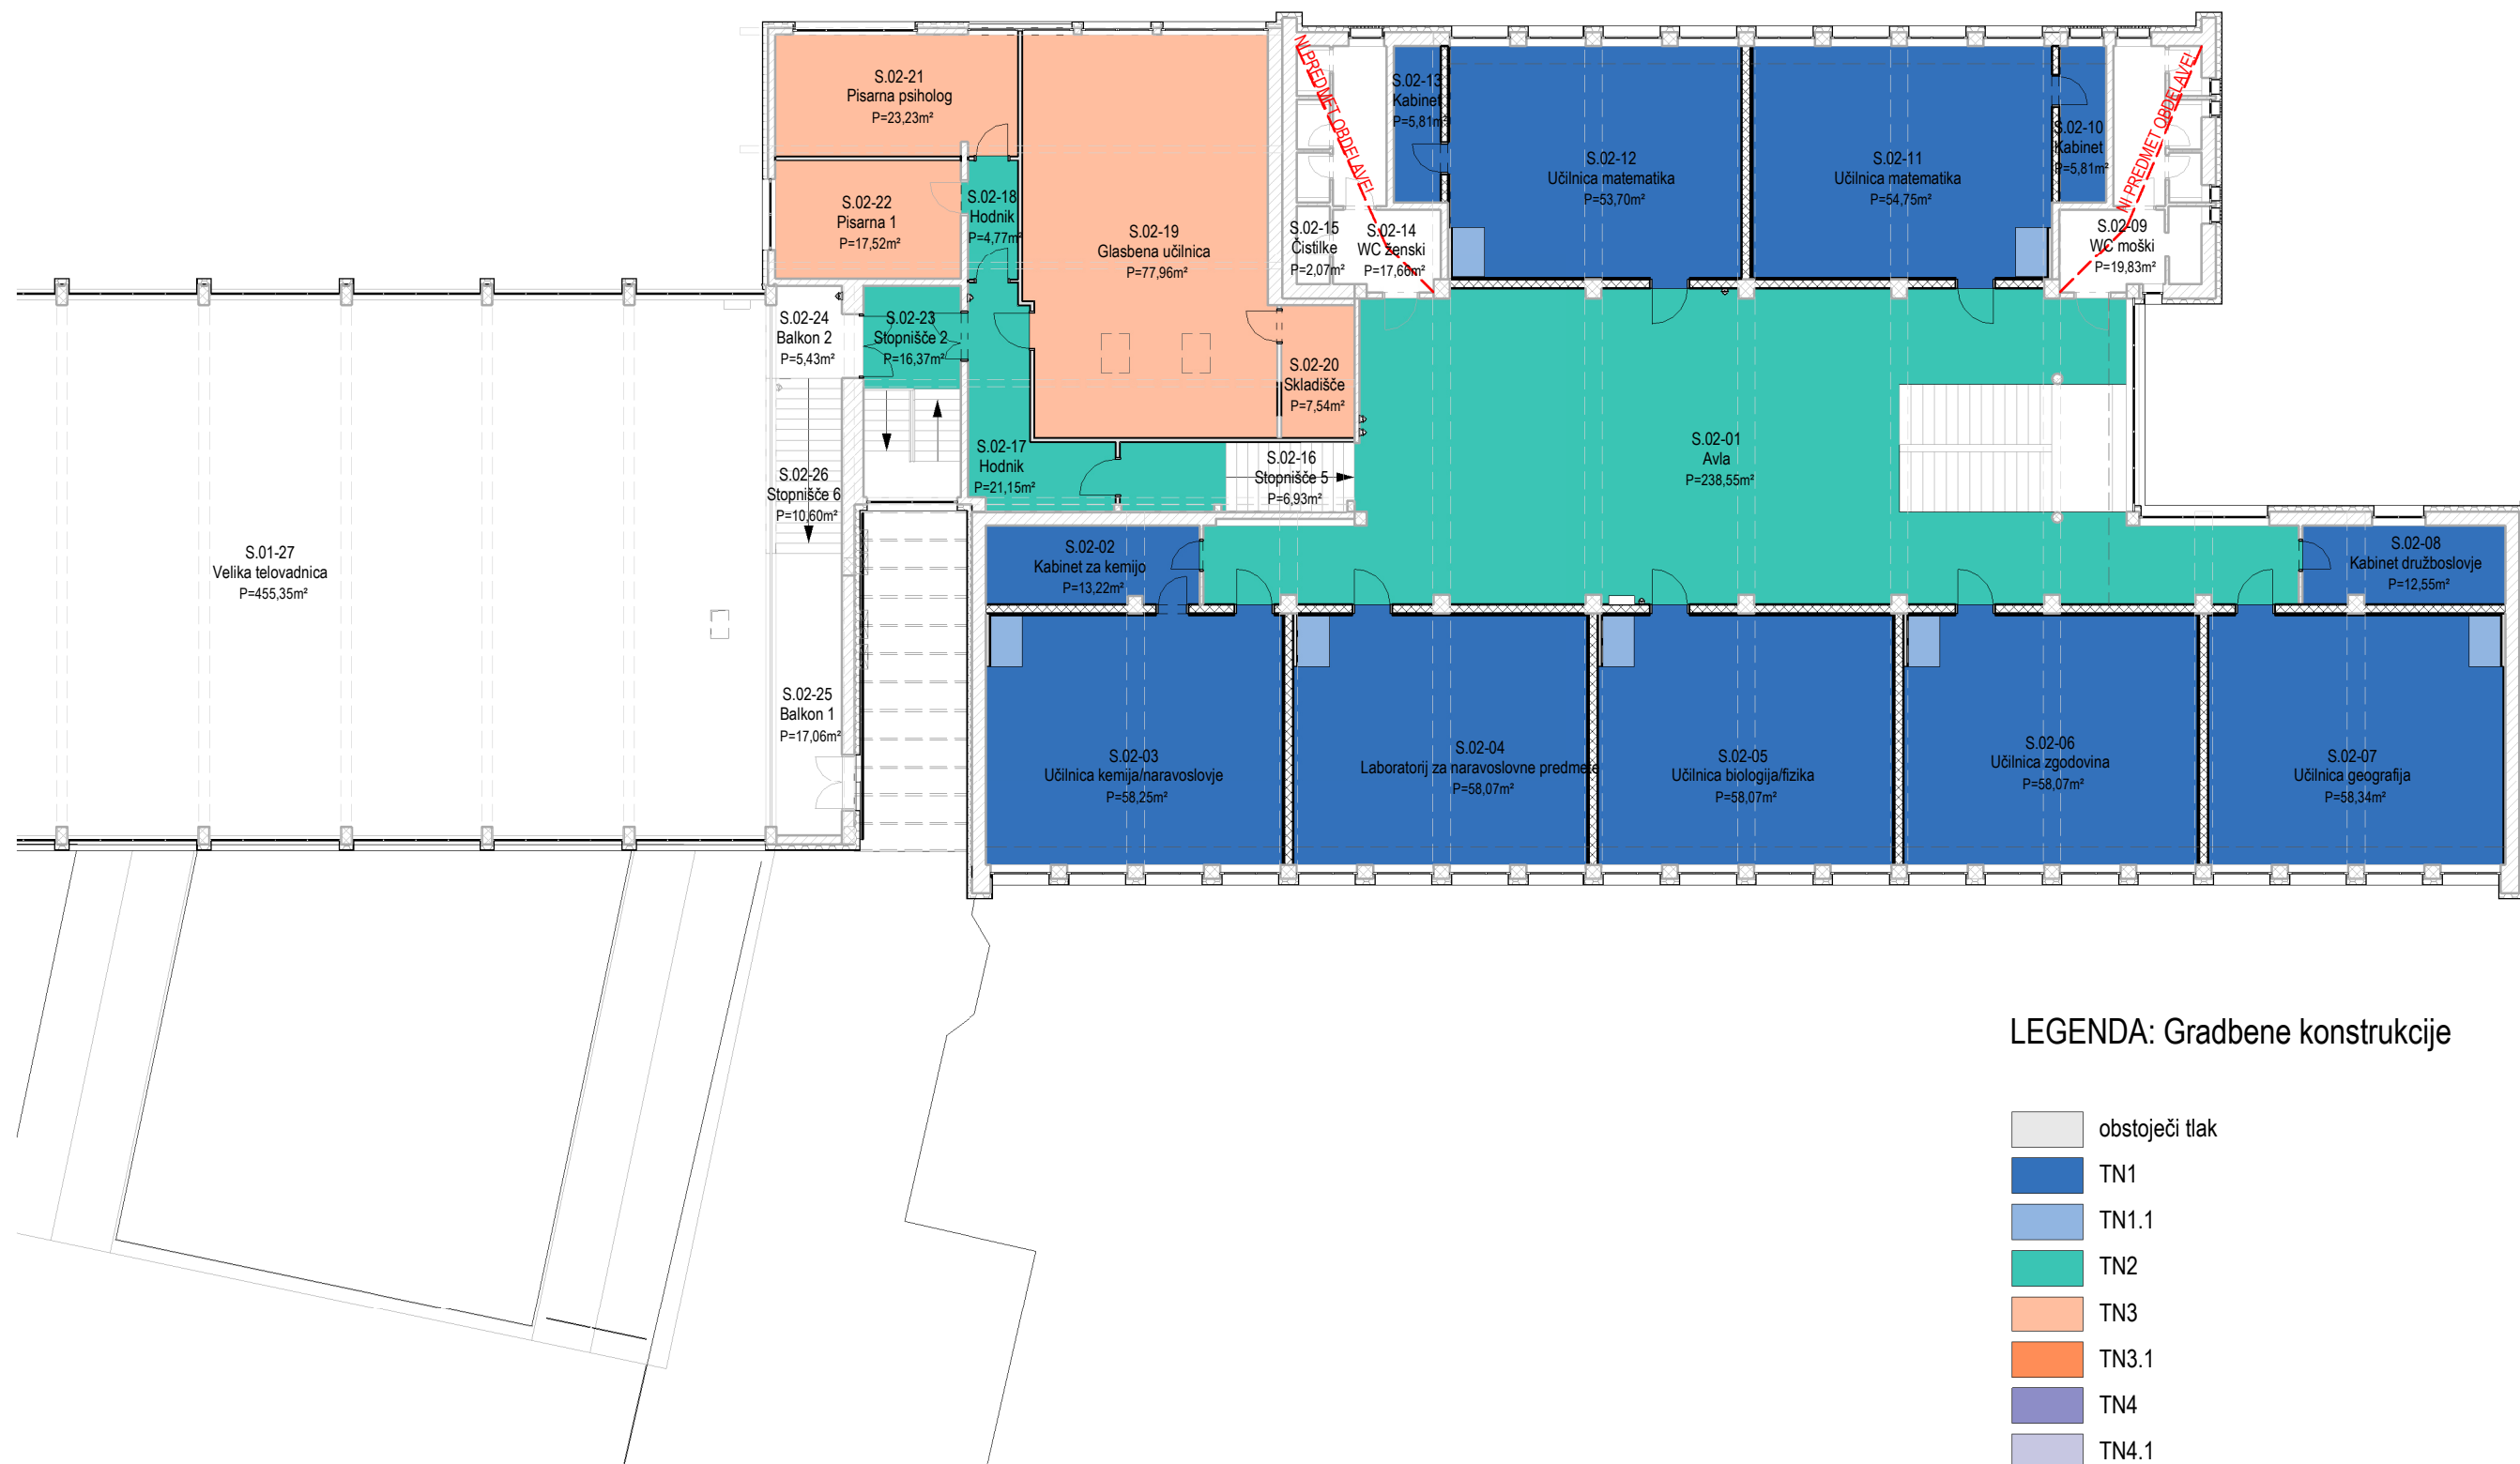 S.02-21
Pisarna psiholog
P=23,23m²
S.02-22
Pisarna 1
P=17,52m²
S.02-18
Hodnik
P=4,77m²
S.02-19
Glasbena učilnica
P=77,96m²
NI PREDMET OBDELAVE!
S.02-15
Čistilke
P=2,07m²
S.02-14
WC ženski
P=17,66m²
S.02-13
Kabinet
P=5,81m²
S.02-12
Učilnica matematika
P=53,70m²
S.02-11
Učilnica matematika
P=54,75m²
S.02-10
Kabinet
P=5,81m²
NI PREDMET OBDELAVE!
S.02-09
WC moški
P=19,83m²
S.02-24
Balkon 2
P=5,43m²
S.02-23
Stopnišče 2
P=16,37m²
S.02-20
Skladišče
P=7,54m²
S.02-17
Hodnik
P=21,15m²
S.02-16
Stopnišče 5
P=6,93m²
S.02-01
Avla
P=238,55m²
S.02-26
Stopnišče 6
P=10,60m²
S.01-27
Velika telovadnica
P=455,35m²
S.02-02
Kabinet za kemijo
P=13,22m²
S.02-08
Kabinet družboslovje
P=12,55m²
S.02-25
Balkon 1
P=17,06m²
S.02-03
Učilnica kemija/naravoslovje
P=58,25m²
S.02-04
Laboratorij za naravoslovne predmete
P=58,07m²
S.02-05
Učilnica biologija/fizika
P=58,07m²
S.02-06
Učilnica zgodovina
P=58,07m²
S.02-07
Učilnica geografija
P=58,34m²
LEGENDA: Gradbene konstrukcije
obstoječi tlak
TN1
TN1.1
TN2
TN3
TN3.1
TN4
TN4.1